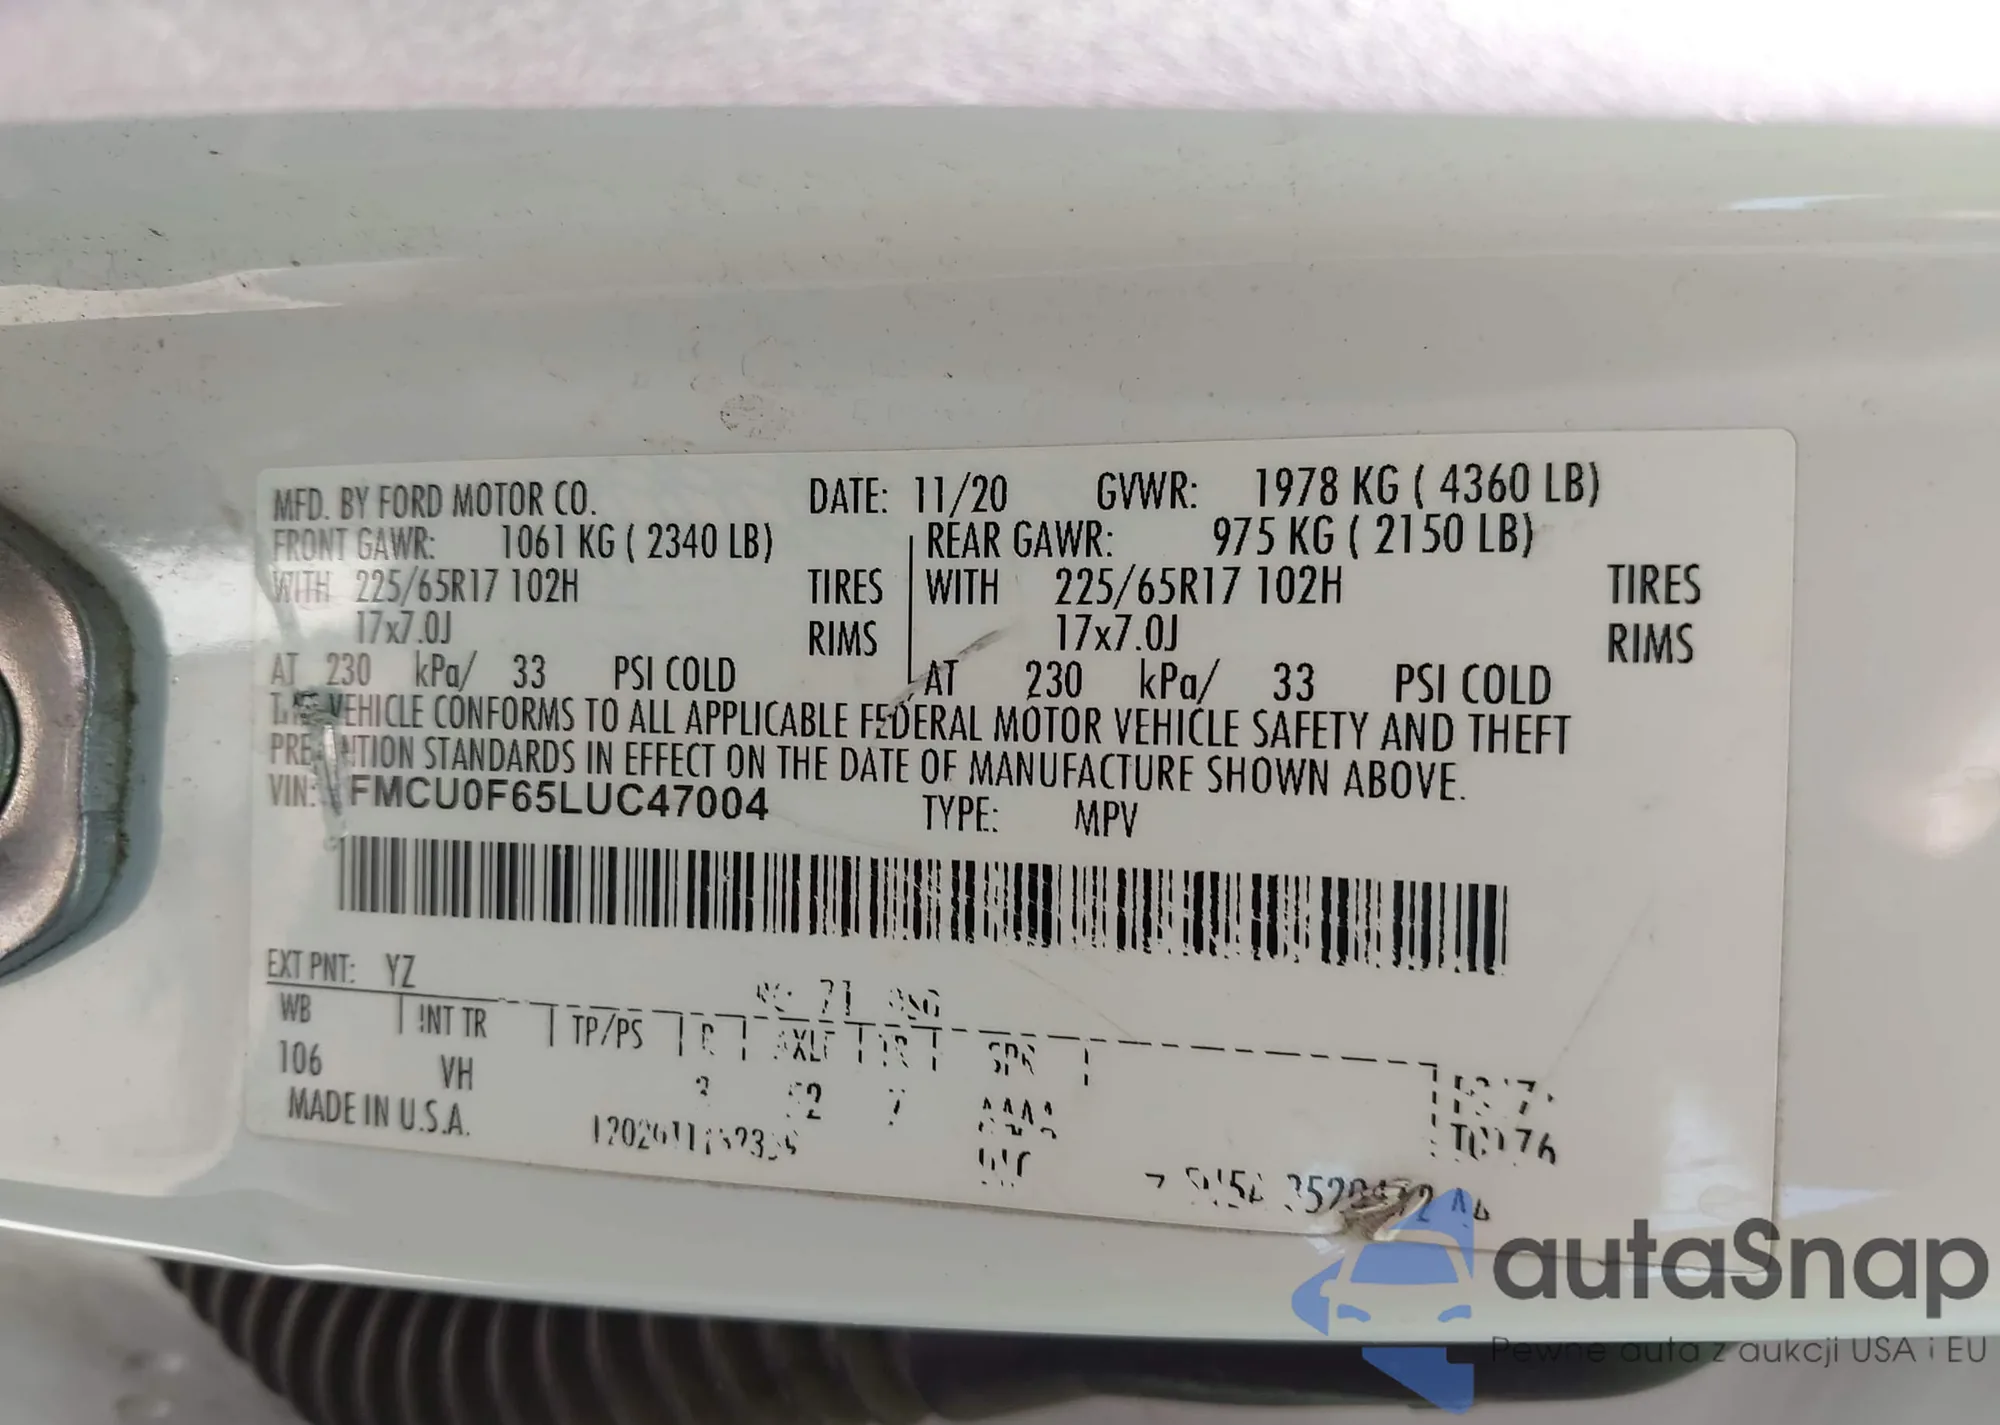 MFD. BY FORD MOTOR CO. DATE: 11/20 GVWR: 1978 KG ( 4360 LB)
FRONT GAWR: 1061 KG ( 2340 LB) REAR GAWR: 975 KG ( 2150 LB)
WITH 225/65R17 102H TIRES WITH 225/65R17 102H TIRES
17x7.0J RIMS 17x7.0J RIMS
AT 230 kPa/ 33 PSI COLD AT 230 kPa/ 33 PSI COLD
VEHICLE CONFORMS TO ALL APPLICABLE FEDERAL MOTOR VEHICLE SAFETY AND THEFT
PREVENTION STANDARDS IN EFFECT ON THE DATE OF MANUFACTURE SHOWN ABOVE.
VIN: FMCU0F65LUC47004 TYPE: MPV
EXT PNT: YZ
WB INT TR TP/PS
106 VH
MADE IN U.S.A.
autaSnap
Pewne auta z aukcji USA i EU